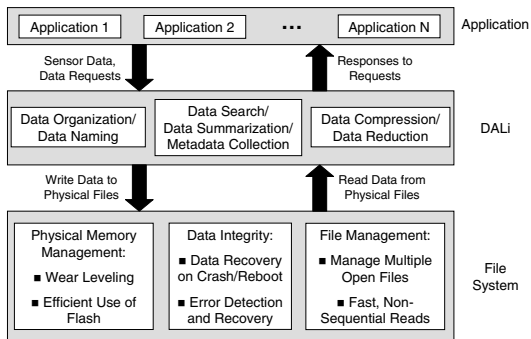 Application 1
Application 2
...
Application N
Application
Sensor Data,
Data Requests
Responses to
Requests
Data Organization/
Data Naming
Data Search/
Data Summarization/
Metadata Collection
Data Compression/
Data Reduction
DALi
Write Data to
Physical Files
Read Data from
Physical Files
Physical Memory
Management:
■ Wear Leveling
■ Efficient Use of
Flash
Data Integrity:
■ Data Recovery
on Crash/Reboot
■ Error Detection
and Recovery
File Management:
■ Manage Multiple
Open Files
■ Fast, Non-
Sequential Reads
File
System